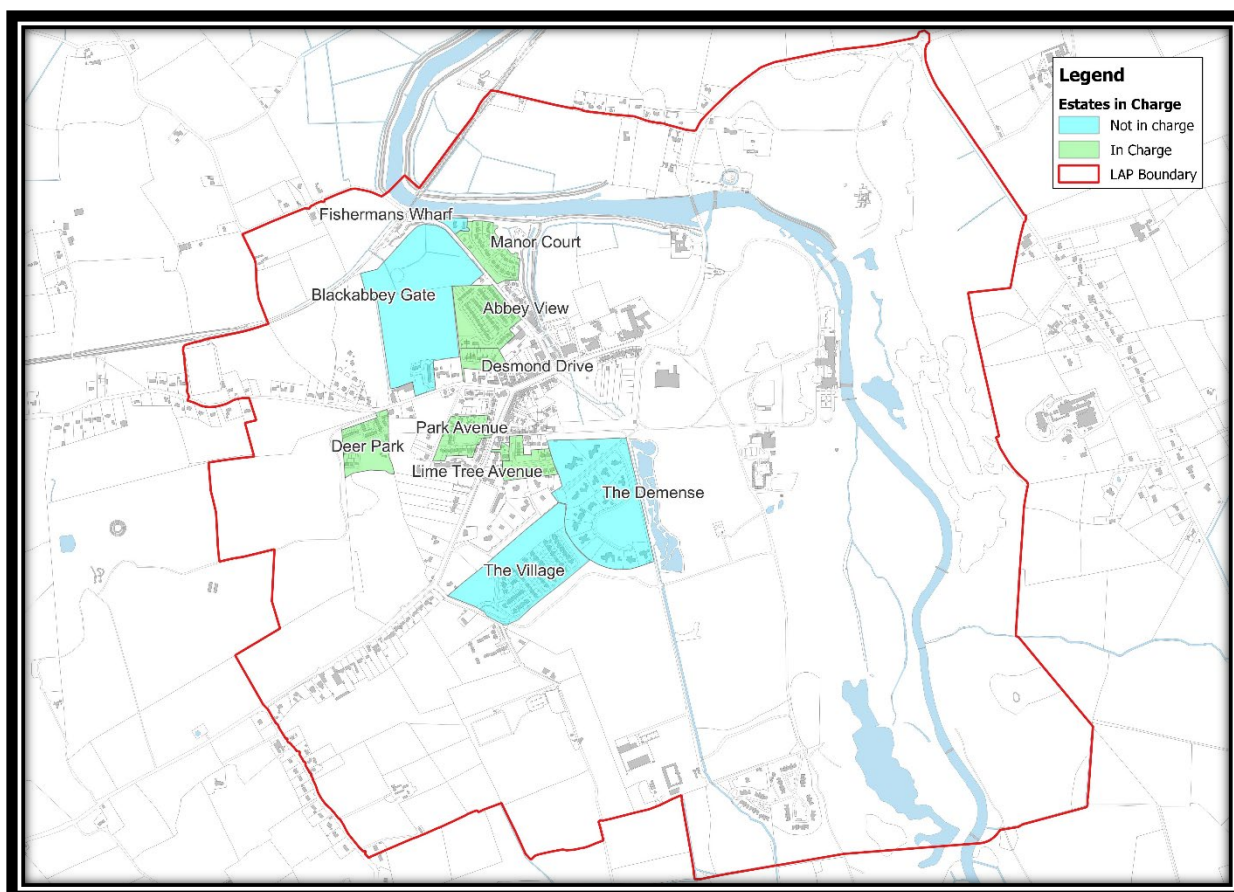 Legend
Estates in Charge
Not in charge
In Charge
LAP Boundary
Fishermans Wharf
Manor Court
Blackabbey Gate
Abbey View
Desmond Drive
Park Avenue
Deer Park
Lime Tree Avenue
The Demense
The Village